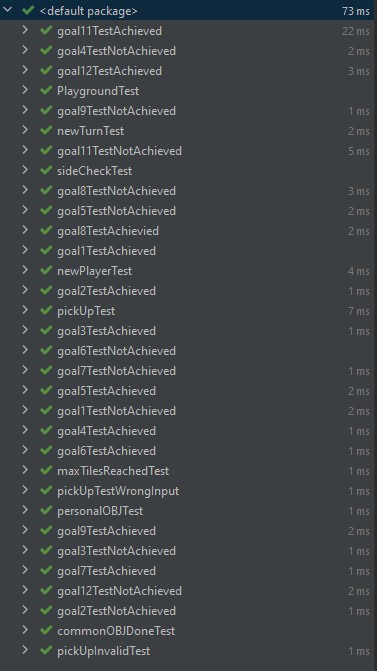 <default package> 73 ms
goal11TestAchieved 22 ms
goal4TestNotAchieved 2 ms
goal12TestAchieved 3 ms
PlaygroundTest
goal9TestNotAchieved 1 ms
newTurnTest 2 ms
goal11TestNotAchieved 5 ms
sideCheckTest
goal8TestNotAchieved 3 ms
goal5TestNotAchieved 2 ms
goal8TestAchievied 2 ms
goal1TestAchieved
newPlayerTest 4 ms
goal2TestAchieved 1 ms
pickUpTest 7 ms
goal3TestAchieved 1 ms
goal6TestNotAchieved
goal7TestNotAchieved 1 ms
goal5TestAchieved 2 ms
goal1TestNotAchieved 2 ms
goal4TestAchieved 1 ms
goal6TestAchieved 1 ms
maxTilesReachedTest 1 ms
pickUpTestWrongInput 1 ms
personalOBJTest 1 ms
goal9TestAchieved 2 ms
goal3TestNotAchieved 1 ms
goal7TestAchieved 1 ms
goal12TestNotAchieved 2 ms
goal2TestNotAchieved 1 ms
commonOBJDoneTest
pickUpInvalidTest 1 ms